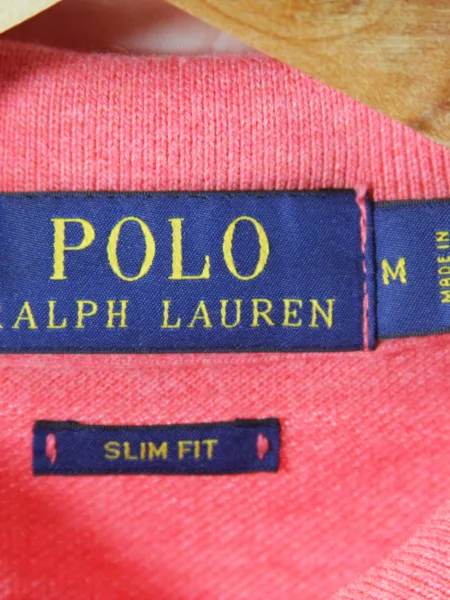 POLO
RALPH LAUREN
M
MADE IN
SLIM FIT